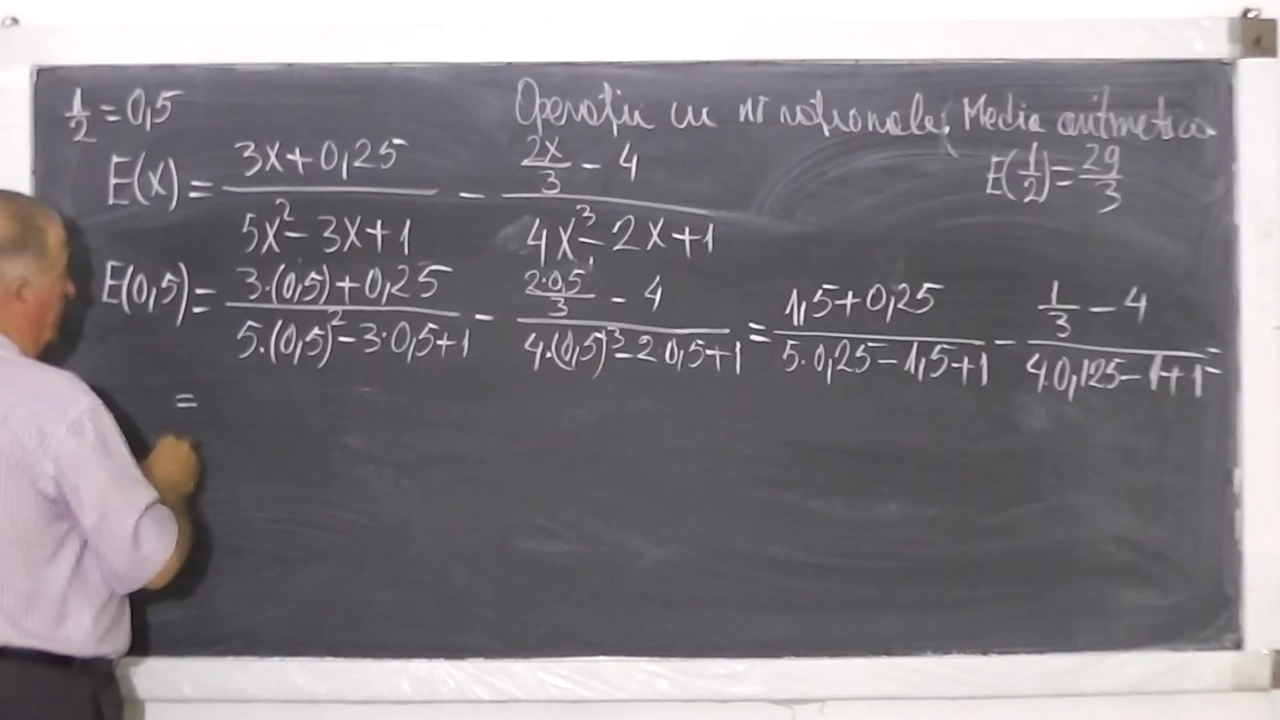 1/2 = 0,5
Operații cu nr raționale, Media aritmetica
E(x) = (3x + 0,25)/(5x² - 3x + 1) - (2x/3 - 4)/(4x³ - 2x + 1)
E(1/2) = 29/3
E(0,5) = (3·(0,5) + 0,25)/(5·(0,5)² - 3·0,5 + 1) - (2·0,5/3 - 4)/(4·(0,5)³ - 2 0,5 + 1) = (1,5 + 0,25)/(5·0,25 - 1,5 + 1) - (1/3 - 4)/(4·0,125 - 1 + 1)
=